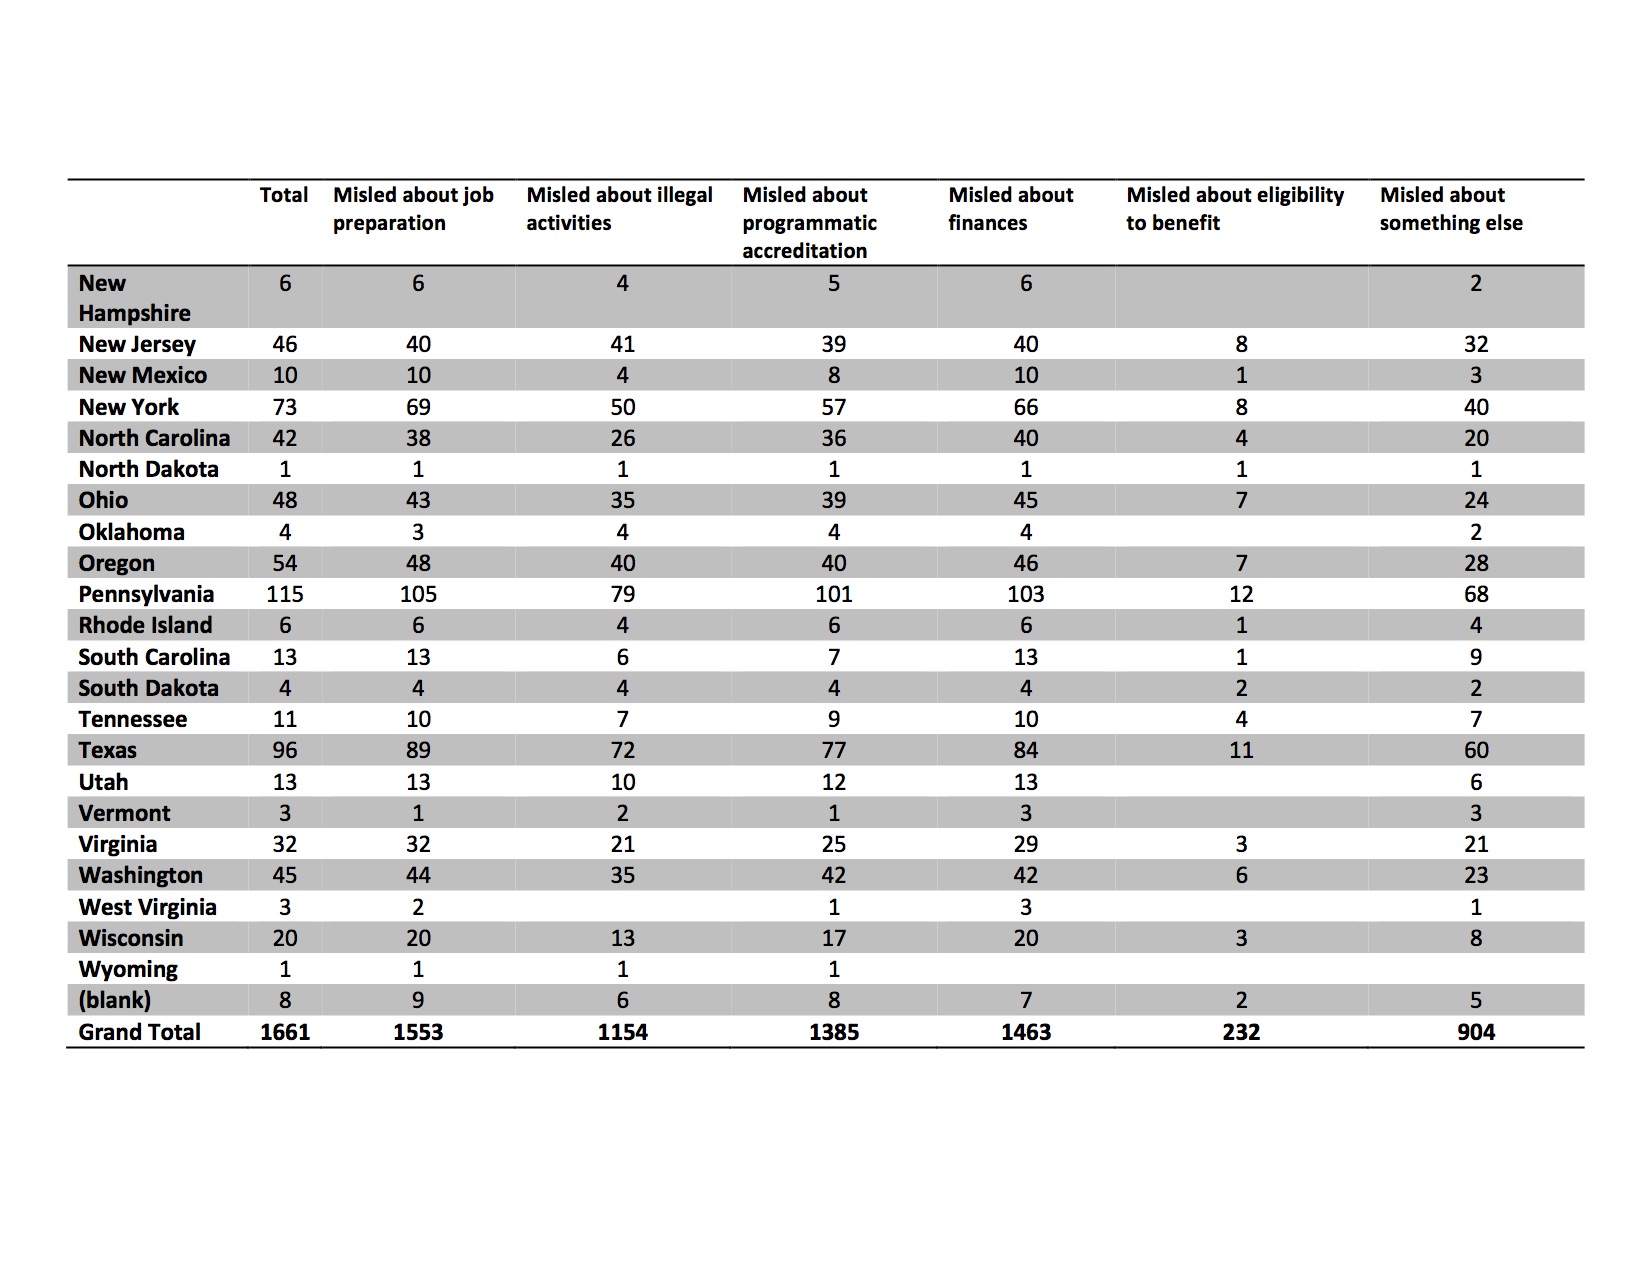 Total Misled about job preparation Misled about illegal activities Misled about programmatic accreditation Misled about finances Misled about eligibility to benefit Misled about something else
New Hampshire 6 6 4 5 6 2
New Jersey 46 40 41 39 40 8 32
New Mexico 10 10 4 8 10 1 3
New York 73 69 50 57 66 8 40
North Carolina 42 38 26 36 40 4 20
North Dakota 1 1 1 1 1 1 1
Ohio 48 43 35 39 45 7 24
Oklahoma 4 3 4 4 4 2
Oregon 54 48 40 40 46 7 28
Pennsylvania 115 105 79 101 103 12 68
Rhode Island 6 6 4 6 6 1 4
South Carolina 13 13 6 7 13 1 9
South Dakota 4 4 4 4 4 2 2
Tennessee 11 10 7 9 10 4 7
Texas 96 89 72 77 84 11 60
Utah 13 13 10 12 13 6
Vermont 3 1 2 1 3 3
Virginia 32 32 21 25 29 3 21
Washington 45 44 35 42 42 6 23
West Virginia 3 2 1 3 1
Wisconsin 20 20 13 17 20 3 8
Wyoming 1 1 1 1
(blank) 8 9 6 8 7 2 5
Grand Total 1661 1553 1154 1385 1463 232 904